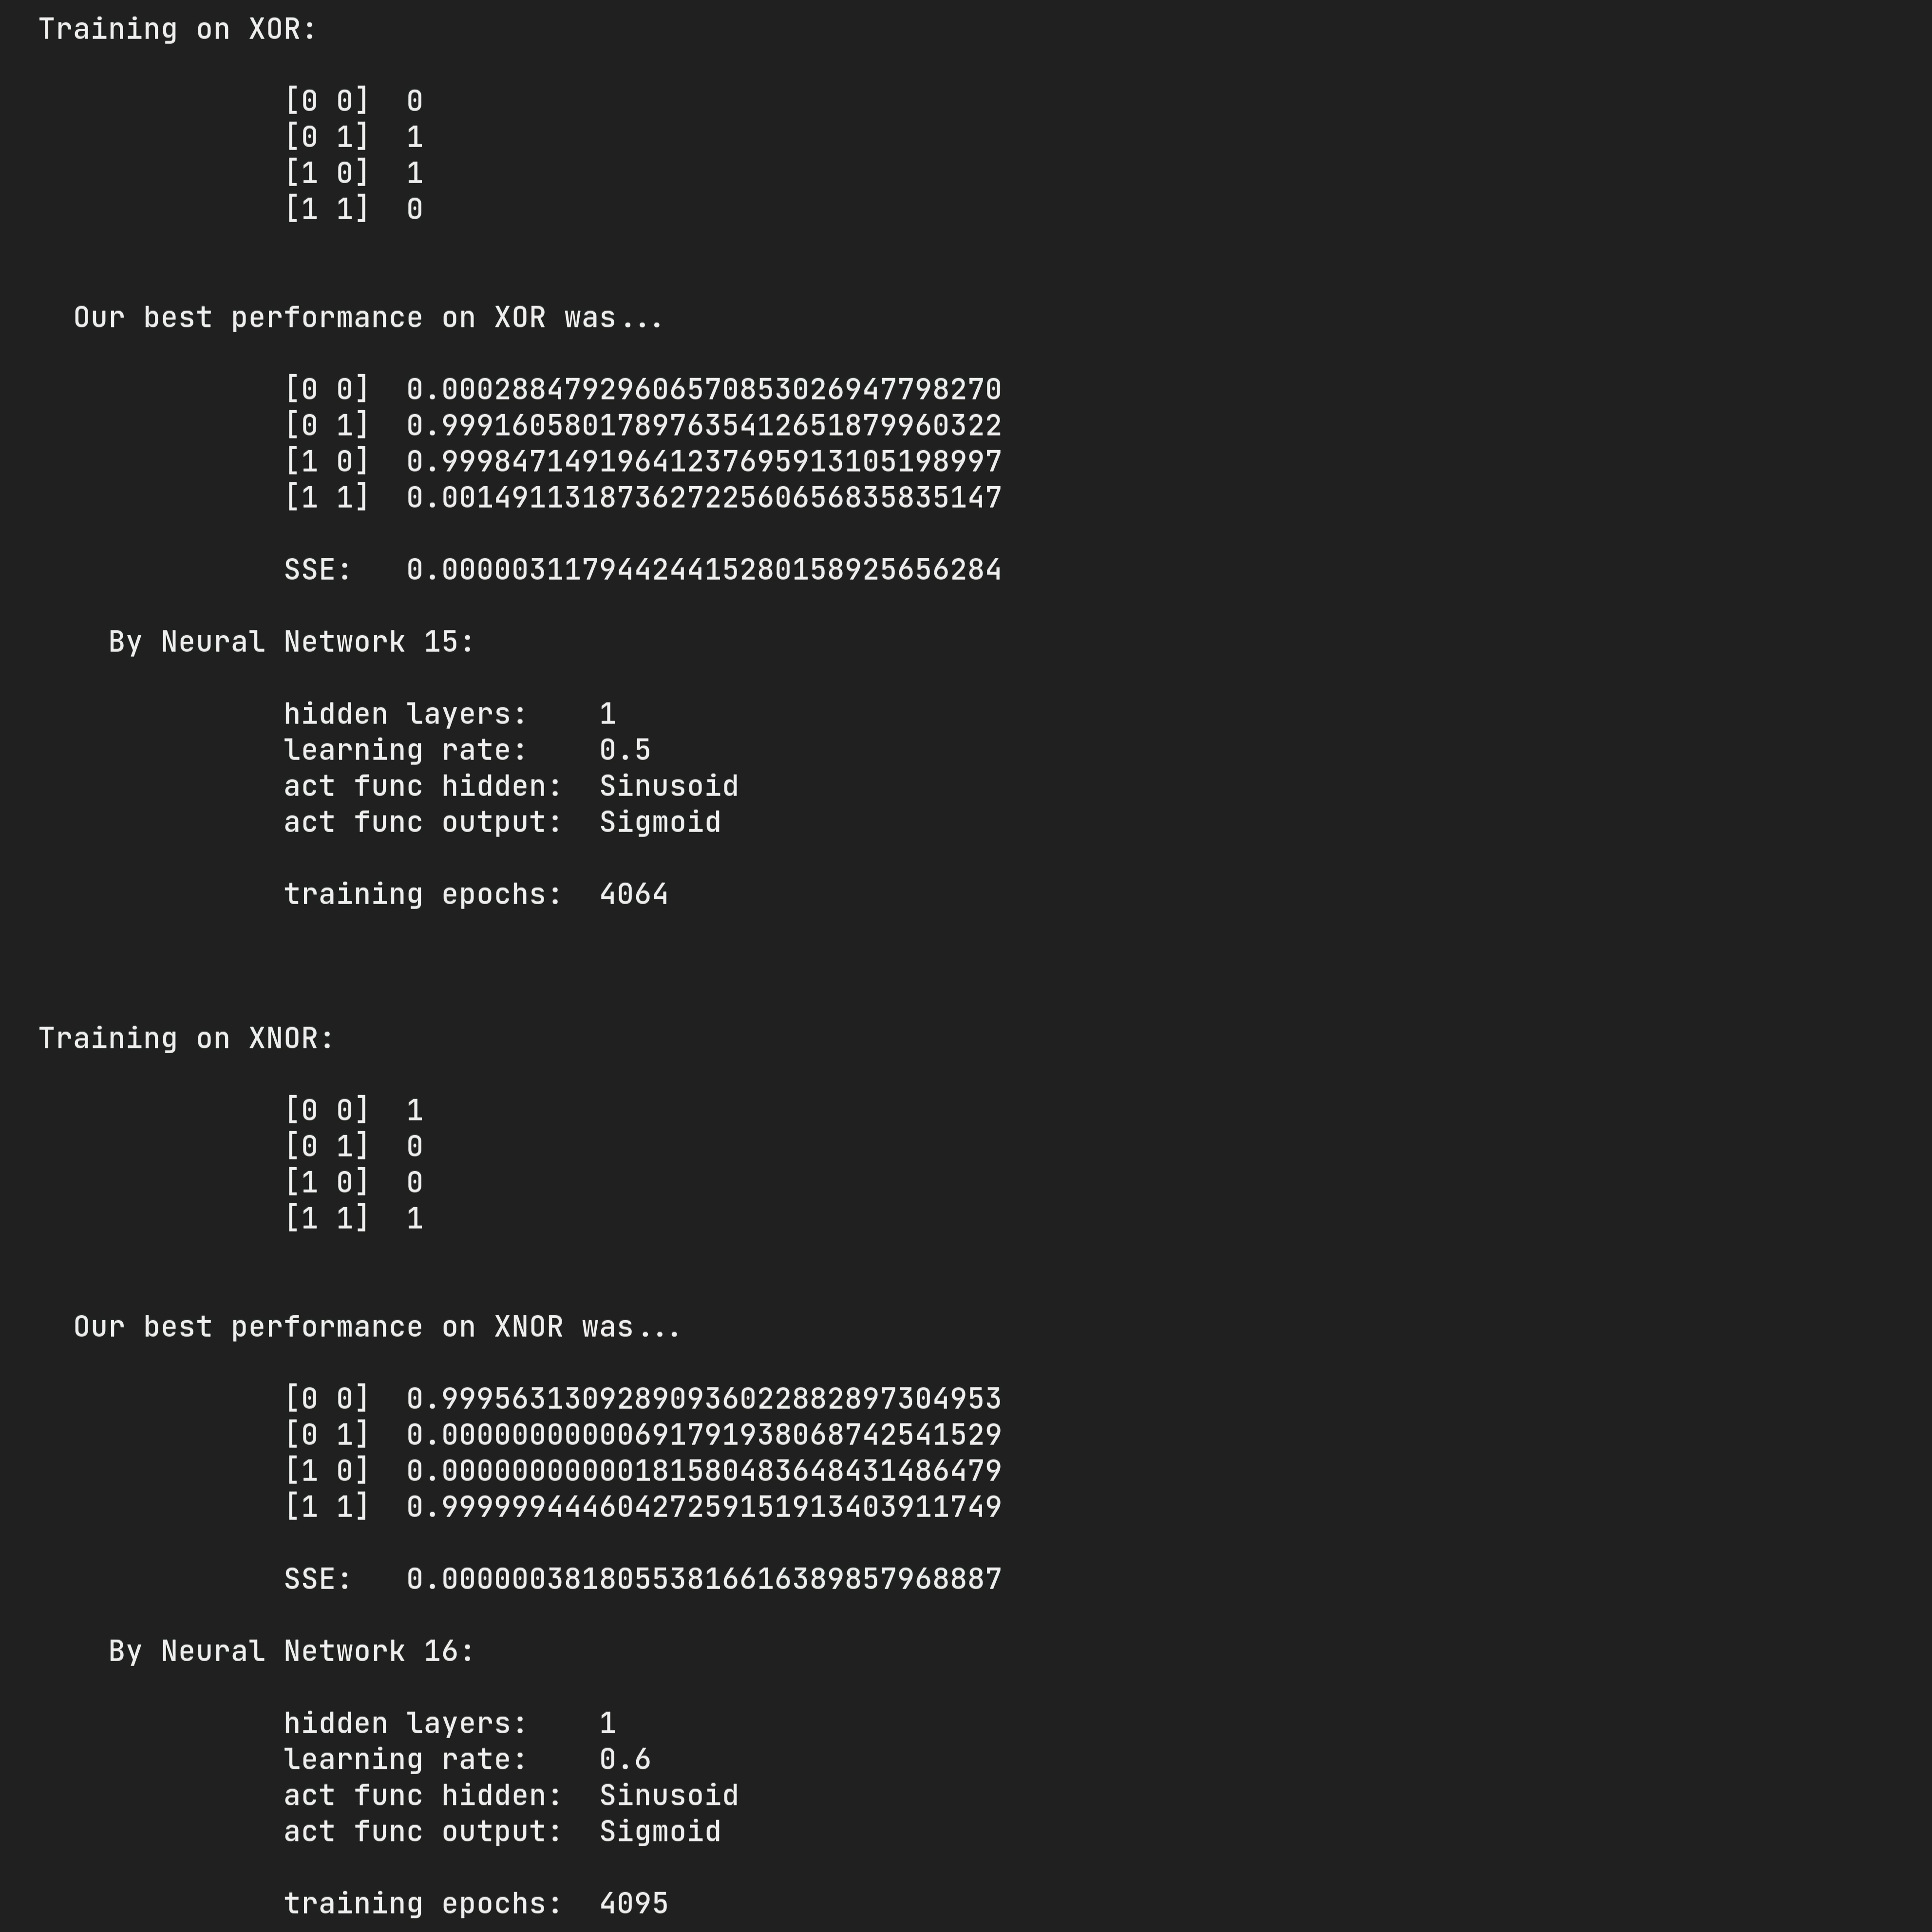 Training on XOR:
[0 0]  0
[0 1]  1
[1 0]  1
[1 1]  0
Our best performance on XOR was...
[0 0]  0.00028847929606570853026947798270
[0 1]  0.99916058017897635412651879960322
[1 0]  0.99984714919641237695913105198997
[1 1]  0.00149113187362722560656835835147
SSE:   0.00000311794424415280158925656284
By Neural Network 15:
hidden layers:    1
learning rate:    0.5
act func hidden:  Sinusoid
act func output:  Sigmoid
training epochs:  4064
Training on XNOR:
[0 0]  1
[0 1]  0
[1 0]  0
[1 1]  1
Our best performance on XNOR was...
[0 0]  0.99956313092890936022882897304953
[0 1]  0.00000000000691791938068742541529
[1 0]  0.00000000000181580483648431486479
[1 1]  0.99999944460427259151913403911749
SSE:   0.00000038180553816616389857968887
By Neural Network 16:
hidden layers:    1
learning rate:    0.6
act func hidden:  Sinusoid
act func output:  Sigmoid
training epochs:  4095